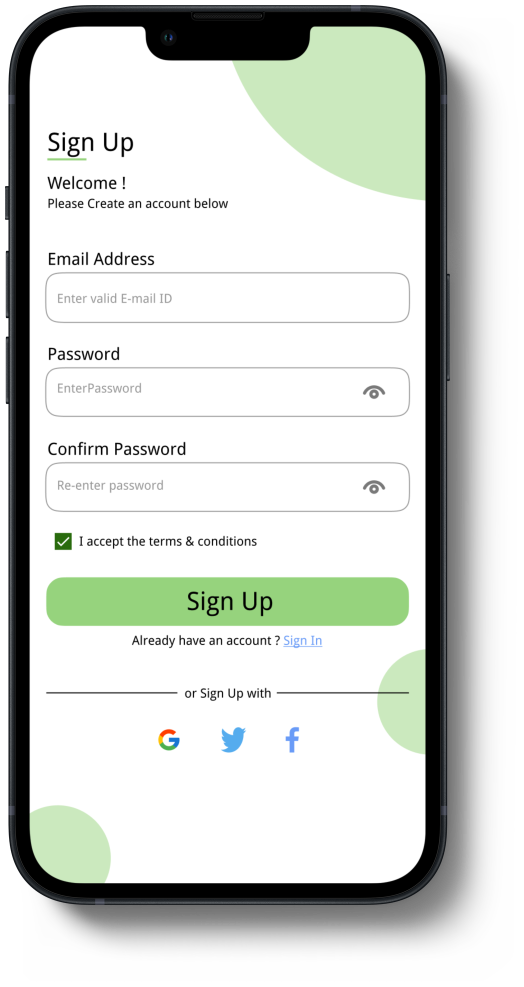 Sign Up
Welcome !
Please Create an account below
Email Address
Enter valid E-mail ID
Password
EnterPassword
Confirm Password
Re-enter password
I accept the terms & conditions
Sign Up
Already have an account ? Sign In
or Sign Up with